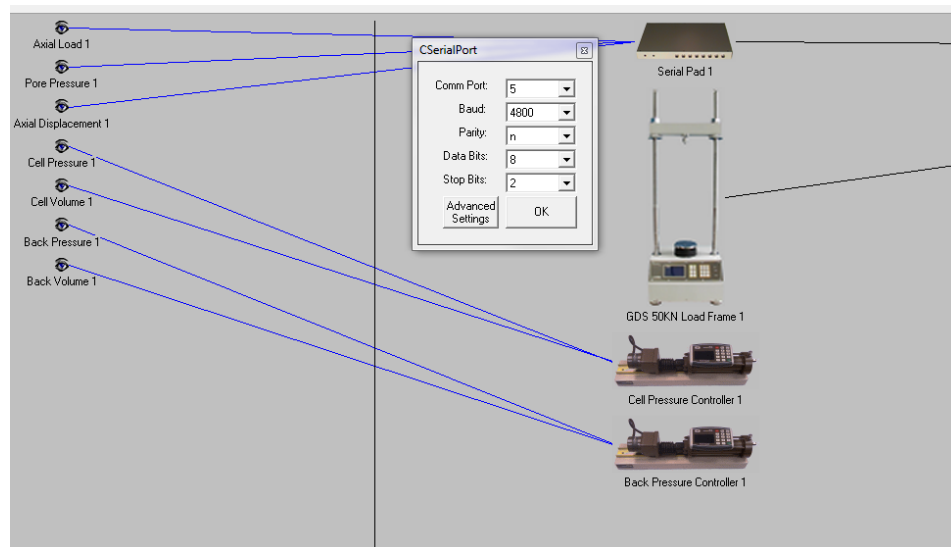 Axial Load 1
Pore Pressure 1
Axial Displacement 1
Cell Pressure 1
Cell Volume 1
Back Pressure 1
Back Volume 1
CSerialPort
Comm Port: 5
Baud: 4800
Parity: n
Data Bits: 8
Stop Bits: 2
Advanced
Settings
OK
Serial Pad 1
GDS 50KN Load Frame 1
Cell Pressure Controller 1
Back Pressure Controller 1